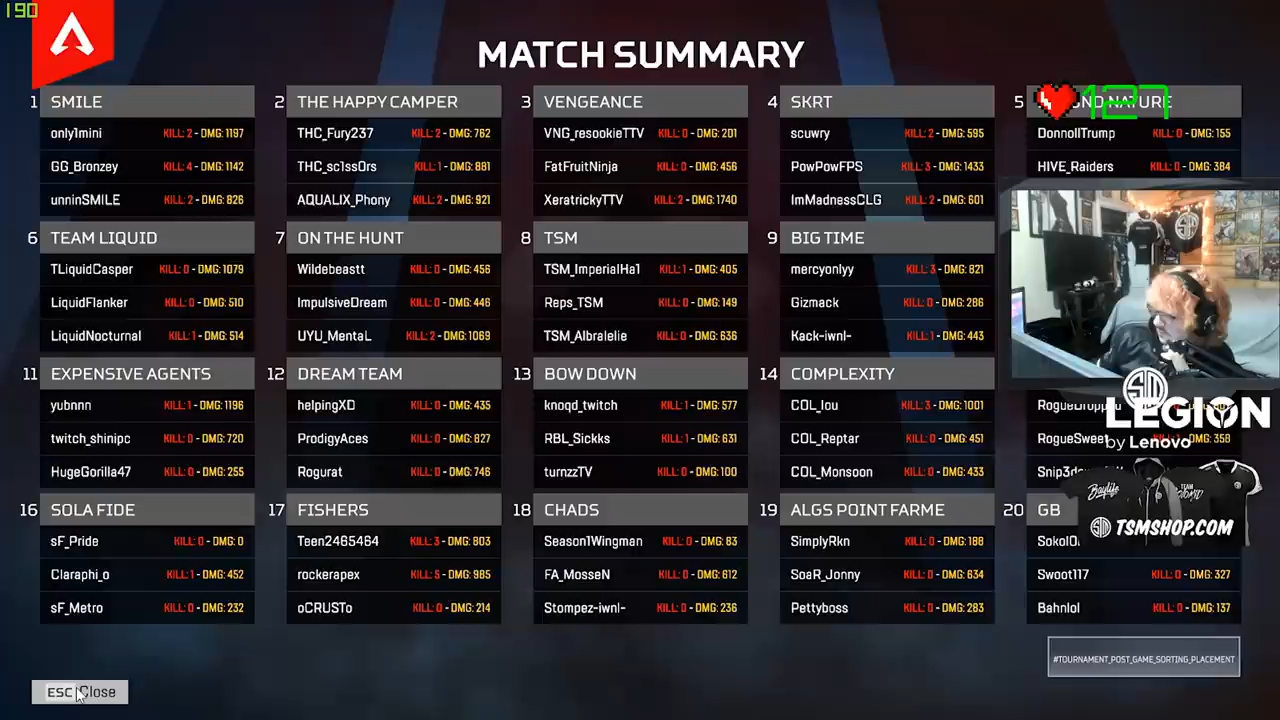 190
MATCH SUMMARY
1 SMILE
only1mini KILL: 2 - DMG: 1197
GG_Bronzey KILL: 4 - DMG: 1142
unninSMILE KILL: 2 - DMG: 826
2 THE HAPPY CAMPER
THC_Fury237 KILL: 2 - DMG: 762
THC_sc1ssOrs KILL: 1 - DMG: 881
AQUALIX_Phony KILL: 2 - DMG: 921
3 VENGEANCE
VNG_resookieTTV KILL: 0 - DMG: 201
FatFruitNinja KILL: 0 - DMG: 456
XeratrickyTTV KILL: 2 - DMG: 1740
4 SKRT
scuwry KILL: 2 - DMG: 595
PowPowFPS KILL: 3 - DMG: 1433
ImMadnessCLG KILL: 2 - DMG: 601
5 ND NATURE
127
DonnollTrump KILL: 0 - DMG: 155
HIVE_Raiders KILL: 0 - DMG: 384
6 TEAM LIQUID
TLiquidCasper KILL: 0 - DMG: 1079
LiquidFlanker KILL: 0 - DMG: 510
LiquidNocturnal KILL: 1 - DMG: 514
7 ON THE HUNT
Wildebeastt KILL: 0 - DMG: 456
ImpulsiveDream KILL: 0 - DMG: 446
UYU_MentaL KILL: 2 - DMG: 1069
8 TSM
TSM_ImperialHal KILL: 1 - DMG: 405
Reps_TSM KILL: 0 - DMG: 149
TSM_Albralelie KILL: 0 - DMG: 636
9 BIG TIME
mercyonlyy KILL: 3 - DMG: 821
Gizmack KILL: 0 - DMG: 286
Kack-iwnl- KILL: 1 - DMG: 443
11 EXPENSIVE AGENTS
yubnnn KILL: 1 - DMG: 1196
twitch_shinipc KILL: 0 - DMG: 720
HugeGorilla47 KILL: 0 - DMG: 255
12 DREAM TEAM
helpingXD KILL: 0 - DMG: 435
ProdigyAces KILL: 0 - DMG: 827
Rogurat KILL: 0 - DMG: 746
13 BOW DOWN
knoqd_twitch KILL: 1 - DMG: 577
RBL_Sickks KILL: 1 - DMG: 631
turnzzTV KILL: 0 - DMG: 100
14 COMPLEXITY
COL_lou KILL: 3 - DMG: 1001
COL_Reptar KILL: 0 - DMG: 451
COL_Monsoon KILL: 0 - DMG: 433
LEGION
by Lenovo
RogueSweet DMG: 358
16 SOLA FIDE
sF_Pride KILL: 0 - DMG: 0
Claraphi_o KILL: 1 - DMG: 452
sF_Metro KILL: 0 - DMG: 232
17 FISHERS
Teen2465464 KILL: 3 - DMG: 803
rockerapex KILL: 5 - DMG: 985
oCRUSTo KILL: 0 - DMG: 214
18 CHADS
Season1Wingman KILL: 0 - DMG: 83
FA_MosseN KILL: 0 - DMG: 612
Stompez-iwnl- KILL: 0 - DMG: 236
19 ALGS POINT FARME
SimplyRkn KILL: 0 - DMG: 188
SoaR_Jonny KILL: 0 - DMG: 634
Pettyboss KILL: 0 - DMG: 283
20 GB
TSMSHOP.COM
Swoot117 KILL: 0 - DMG: 327
Bahnlol KILL: 0 - DMG: 137
#TOURNAMENT_POST_GAME_SORTING_PLACEMENT
ESC Close